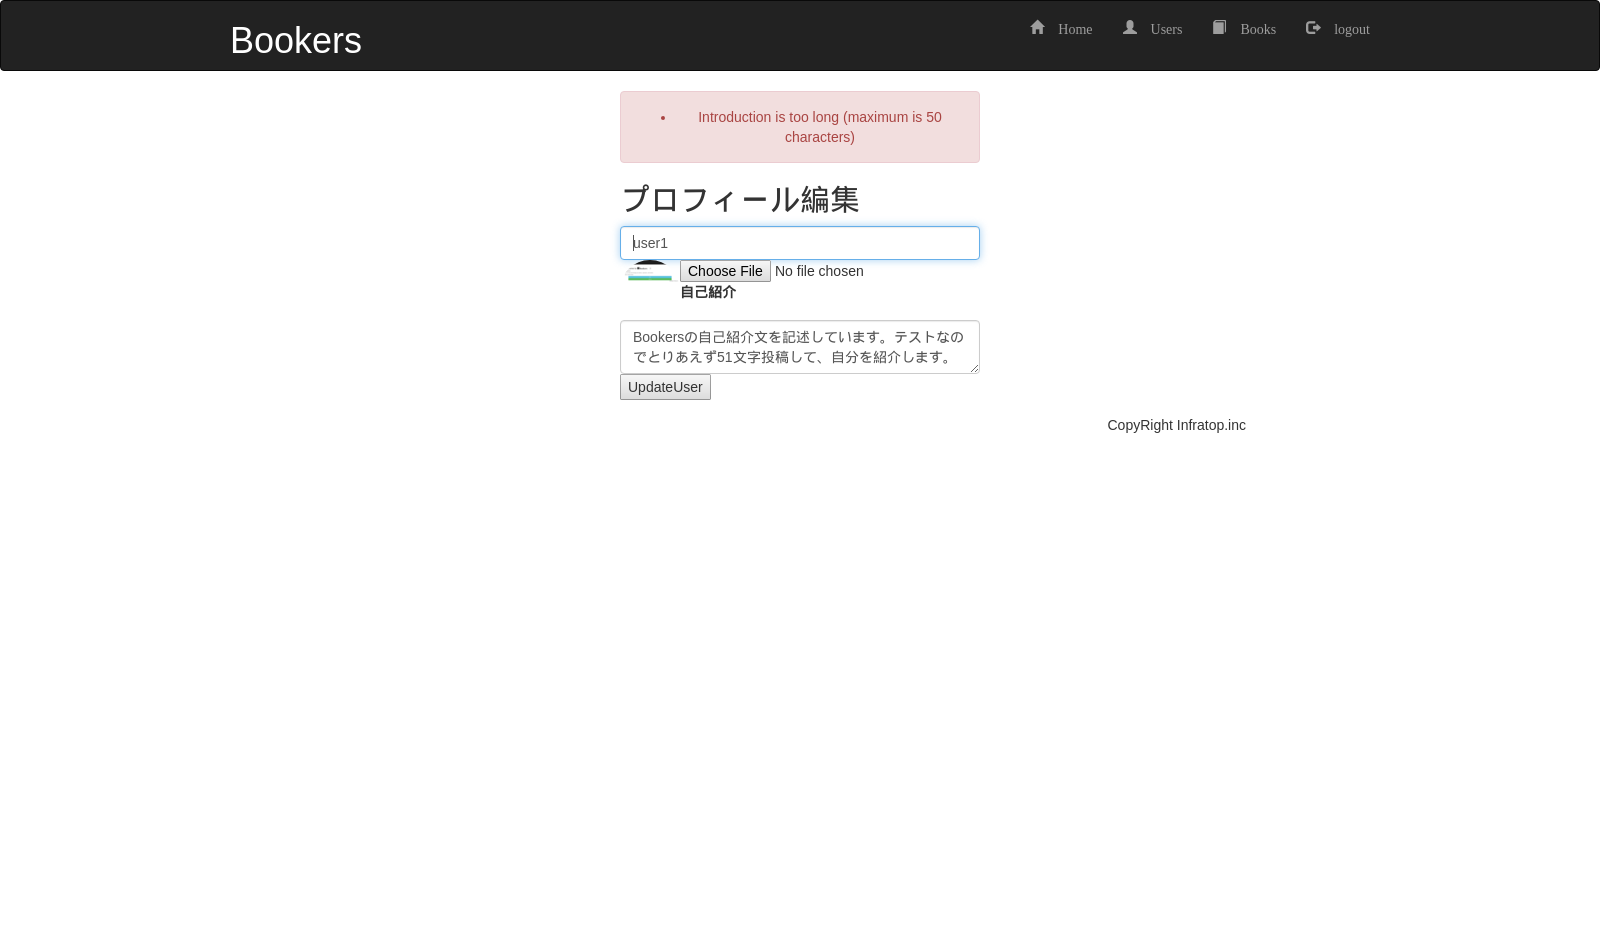 Bookers
Home
Users
Books
logout
Introduction is too long (maximum is 50
characters)
プロフィール編集
user1
Choose File No file chosen
自己紹介
Bookersの自己紹介文を記述しています。テストなの
でとりあえず51文字投稿して、自分を紹介します。
UpdateUser
CopyRight Infratop.inc